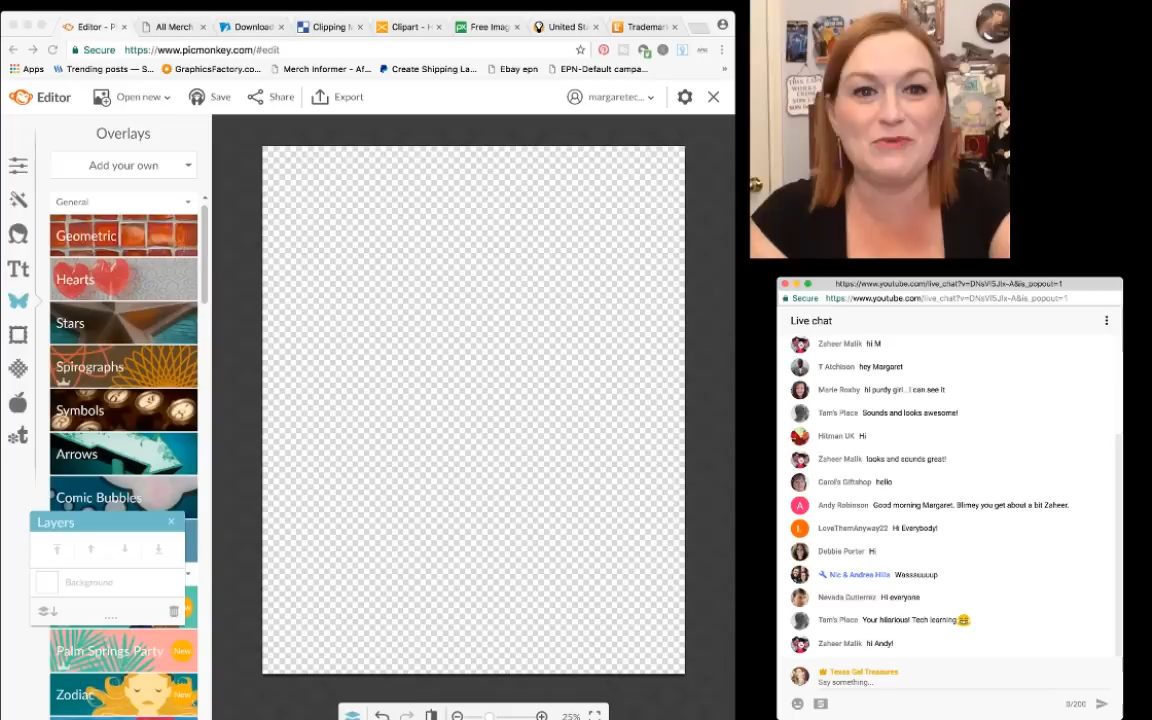 Editor - P
All Merch
Download
Clipping
Clipart - H
Free Imag
United St
Trademar
Secure
https://www.picmonkey.com/#edit
Apps
Trending posts — S...
GraphicsFactory.co...
Merch Informer - Af...
Create Shipping La...
Ebay epn
EPN-Default campa...
»
Editor
Open new
Save
Share
Export
margaretec...
Overlays
Add your own
General
Geometric
Hearts
Stars
Spirographs
Symbols
Arrows
Comic Bubbles
Layers
Background
Palm Springs Party
New
Zodiac
New
Tt
25%
https://www.youtube.com/live_chat?v=DNsVl5JIx-A&is_popout=1
Secure
https://www.youtube.com/live_chat?v=DNsVl5JIx-A&is_popout=1
Live chat
Zaheer Malik hi M
T Atchison hey Margaret
Marie Roxby hi purdy girl...I can see it
Tam's Place Sounds and looks awesome!
Hitman UK Hi
Zaheer Malik looks and sounds great!
Carol's Giftshop hello
A Andy Robinson Good morning Margaret. Blimey you get about a bit Zaheer.
L LoveThemAnyway22 Hi Everybody!
Debbie Porter Hi
Nic & Andrea Hills Wasssuuuup
Nevada Gutierrez Hi everyone
Tam's Place Your hilarious! Tech learning 😂
Zaheer Malik hi Andy!
Texas Gal Treasures
Say something...
0/200